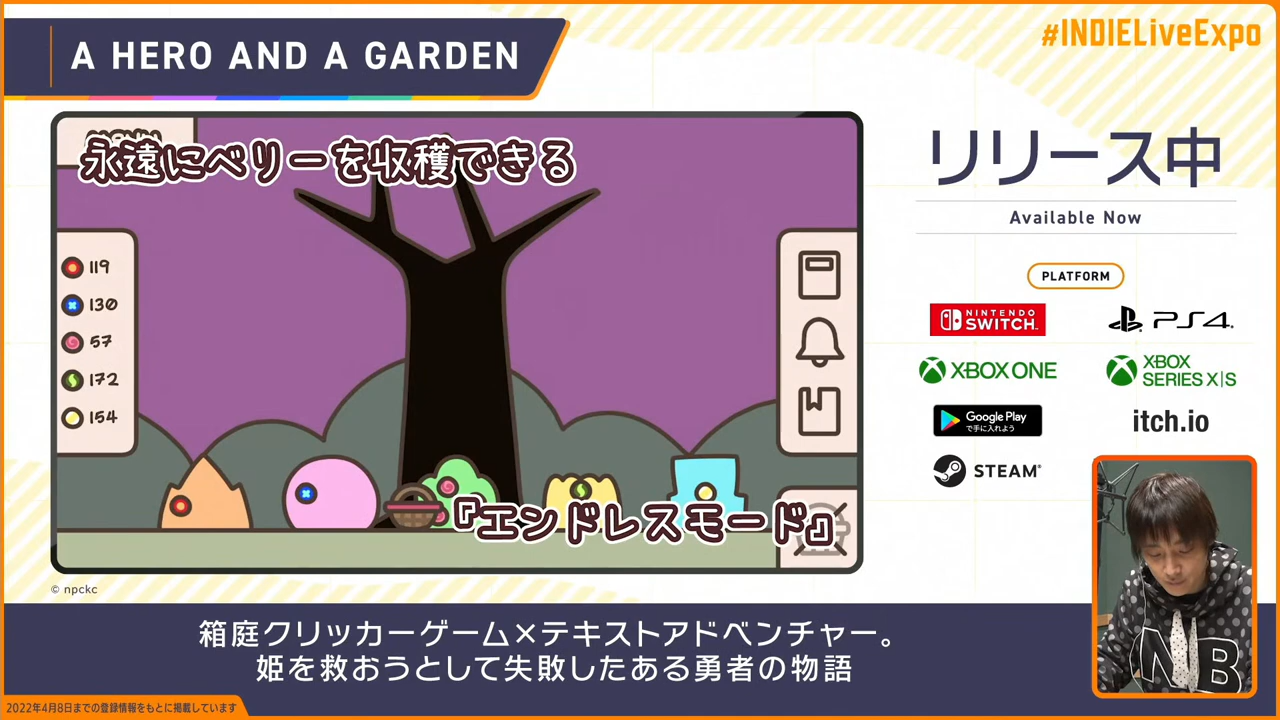 A HERO AND A GARDEN
#INDIELiveExpo
永遠にベリーを収穫できる
119
130
57
172
154
『エンドレスモード』
© npckc
リリース中
Available Now
PLATFORM
NINTENDO SWITCH
PS4
XBOX ONE
XBOX SERIES X|S
Google Play
で手に入れよう
itch.io
STEAM
NB
箱庭クリッカーゲーム×テキストアドベンチャー。
姫を救おうとして失敗したある勇者の物語
2022年4月8日までの登録情報をもとに掲載しています